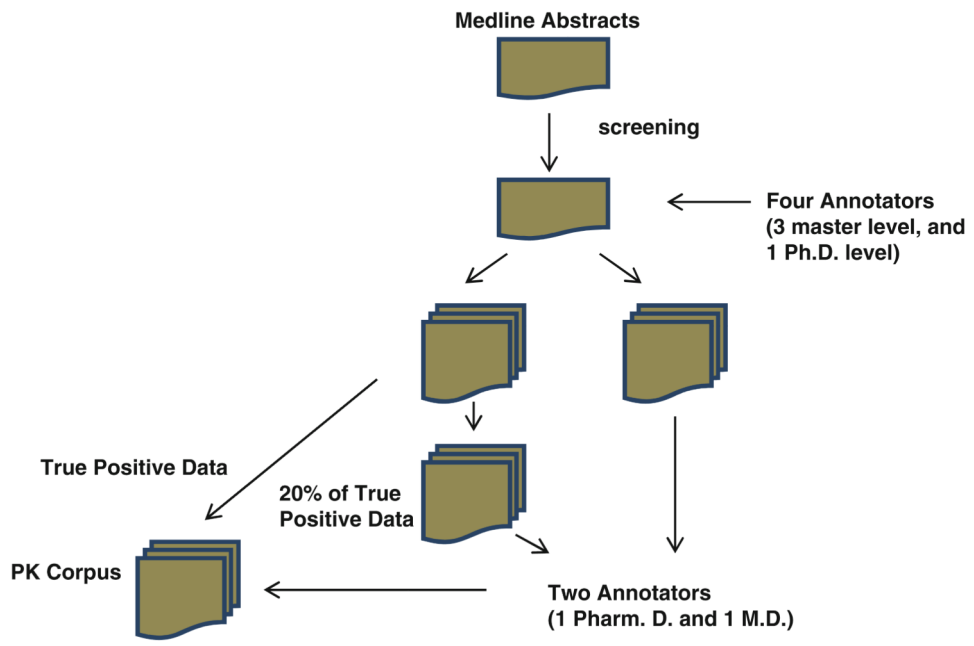 Medline Abstracts
screening
Four Annotators
(3 master level, and
1 Ph.D. level)
True Positive Data
20% of True
Positive Data
PK Corpus
Two Annotators
(1 Pharm. D. and 1 M.D.)